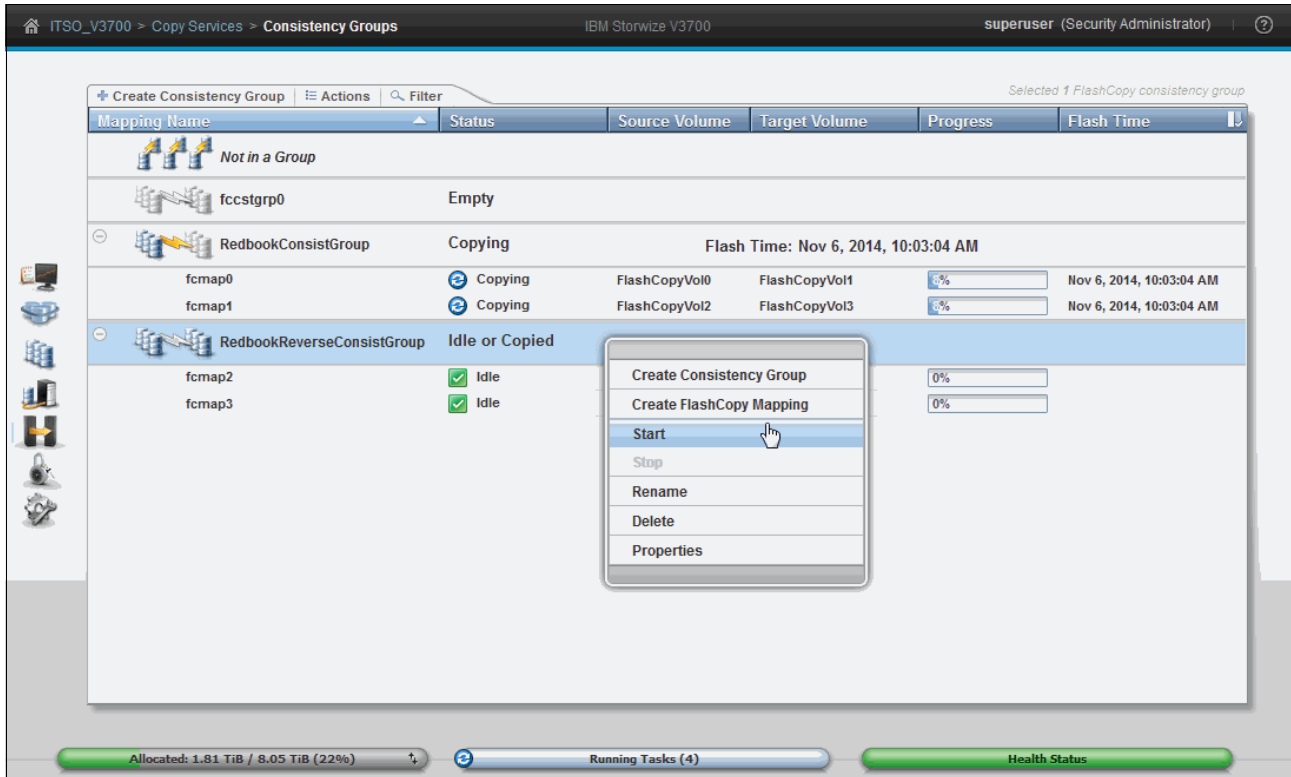 ITSO_V3700 > Copy Services > Consistency Groups IBM Storwize V3700 superuser (Security Administrator) ?
Create Consistency Group Actions Filter Selected 1 FlashCopy consistency group
Mapping Name Status Source Volume Target Volume Progress Flash Time
Not in a Group
fccstgrp0 Empty
RedbookConsistGroup Copying Flash Time: Nov 6, 2014, 10:03:04 AM
fcmap0 Copying FlashCopyVol0 FlashCopyVol1 8% Nov 6, 2014, 10:03:04 AM
fcmap1 Copying FlashCopyVol2 FlashCopyVol3 8% Nov 6, 2014, 10:03:04 AM
RedbookReverseConsistGroup Idle or Copied
fcmap2 Idle 0%
fcmap3 Idle 0%
Create Consistency Group
Create FlashCopy Mapping
Start
Stop
Rename
Delete
Properties
Allocated: 1.81 TiB / 8.05 TiB (22%) Running Tasks (4) Health Status